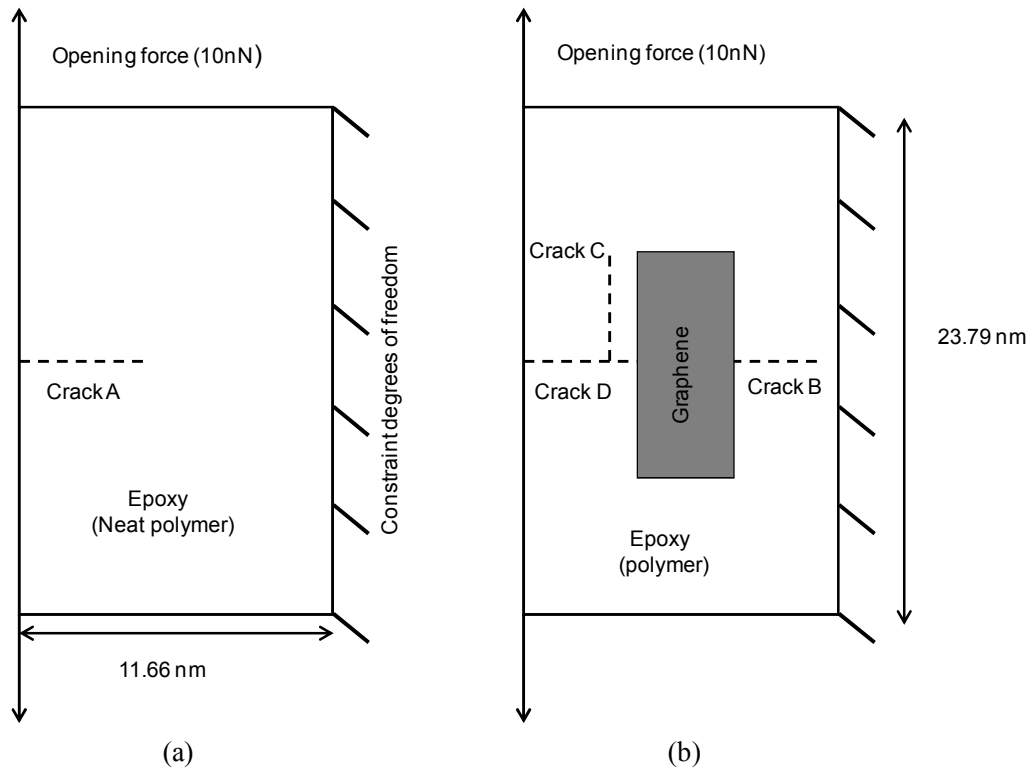 Opening force (10nN)
Crack A
Epoxy
(Neat polymer)
Constraint degrees of freedom
11.66 nm
(a)
Opening force (10nN)
Crack C
Crack D
Graphene
Crack B
Epoxy
(polymer)
23.79 nm
(b)